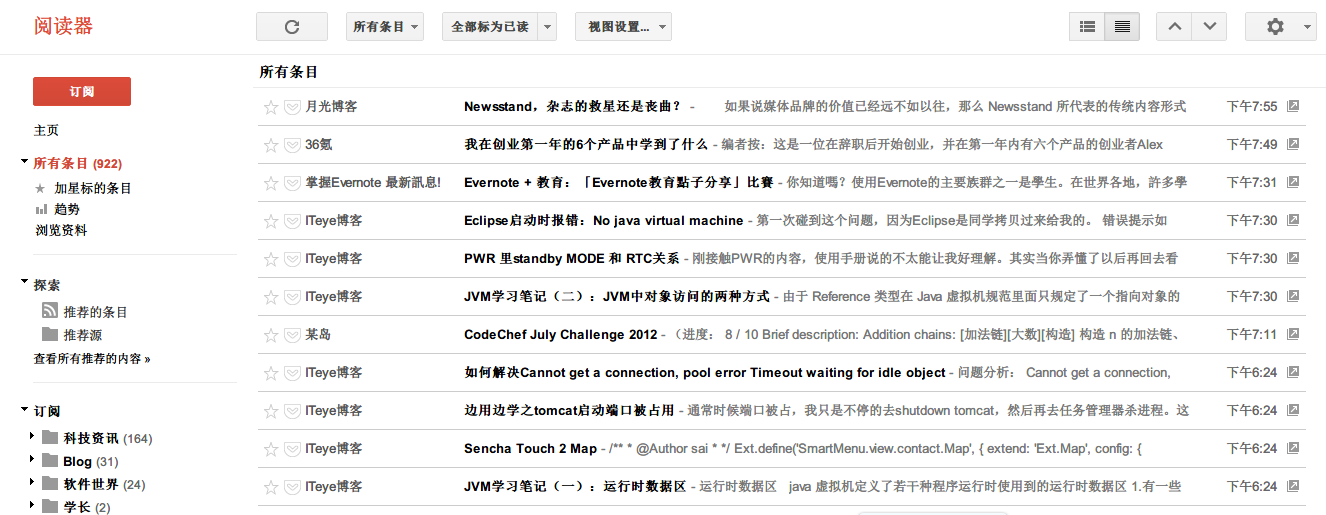 阅读器
所有条目 全部标为已读 视图设置...
订阅
主页
所有条目 (922)
加星标的条目
趋势
浏览资料
探索
推荐的条目
推荐源
查看所有推荐的内容 »
订阅
科技资讯 (164)
Blog (31)
软件世界 (24)
学长 (2)
所有条目
月光博客 Newsstand，杂志的救星还是丧曲？ - 如果说媒体品牌的价值已经远不如以往，那么 Newsstand 所代表的传统内容形式 下午7:55
36氪 我在创业第一年的6个产品中学到了什么 - 编者按：这是一位在辞职后开始创业，并在第一年内有六个产品的创业者Alex 下午7:49
掌握Evernote 最新訊息! Evernote + 教育：「Evernote教育點子分享」比賽 - 你知道嗎？使用Evernote的主要族群之一是學生。在世界各地，許多學 下午7:31
ITeye博客 Eclipse启动时报错：No java virtual machine - 第一次碰到这个问题，因为Eclipse是同学拷贝过来给我的。 错误提示如 下午7:30
ITeye博客 PWR 里standby MODE 和 RTC关系 - 刚接触PWR的内容，使用手册说的不太能让我好理解。其实当你弄懂了以后再回去看 下午7:30
ITeye博客 JVM学习笔记（二）：JVM中对象访问的两种方式 - 由于 Reference 类型在 Java 虚拟机规范里面只规定了一个指向对象的 下午7:30
某岛 CodeChef July Challenge 2012 - （进度： 8 / 10 Brief description: Addition chains: [加法链][大数][构造] 构造 n 的加法链、 下午7:11
ITeye博客 如何解决Cannot get a connection, pool error Timeout waiting for idle object - 问题分析： Cannot get a connection, 下午6:24
ITeye博客 边用边学之tomcat启动端口被占用 - 通常时候端口被占，我只是不停的去shutdown tomcat，然后再去任务管理器杀进程。这 下午6:24
ITeye博客 Sencha Touch 2 Map - /** * @Author sai * */ Ext.define('SmartMenu.view.contact.Map', { extend: 'Ext.Map', config: { 下午6:24
ITeye博客 JVM学习笔记（一）：运行时数据区 - 运行时数据区 java 虚拟机定义了若干种程序运行时使用到的运行时数据区 1.有一些 下午6:24